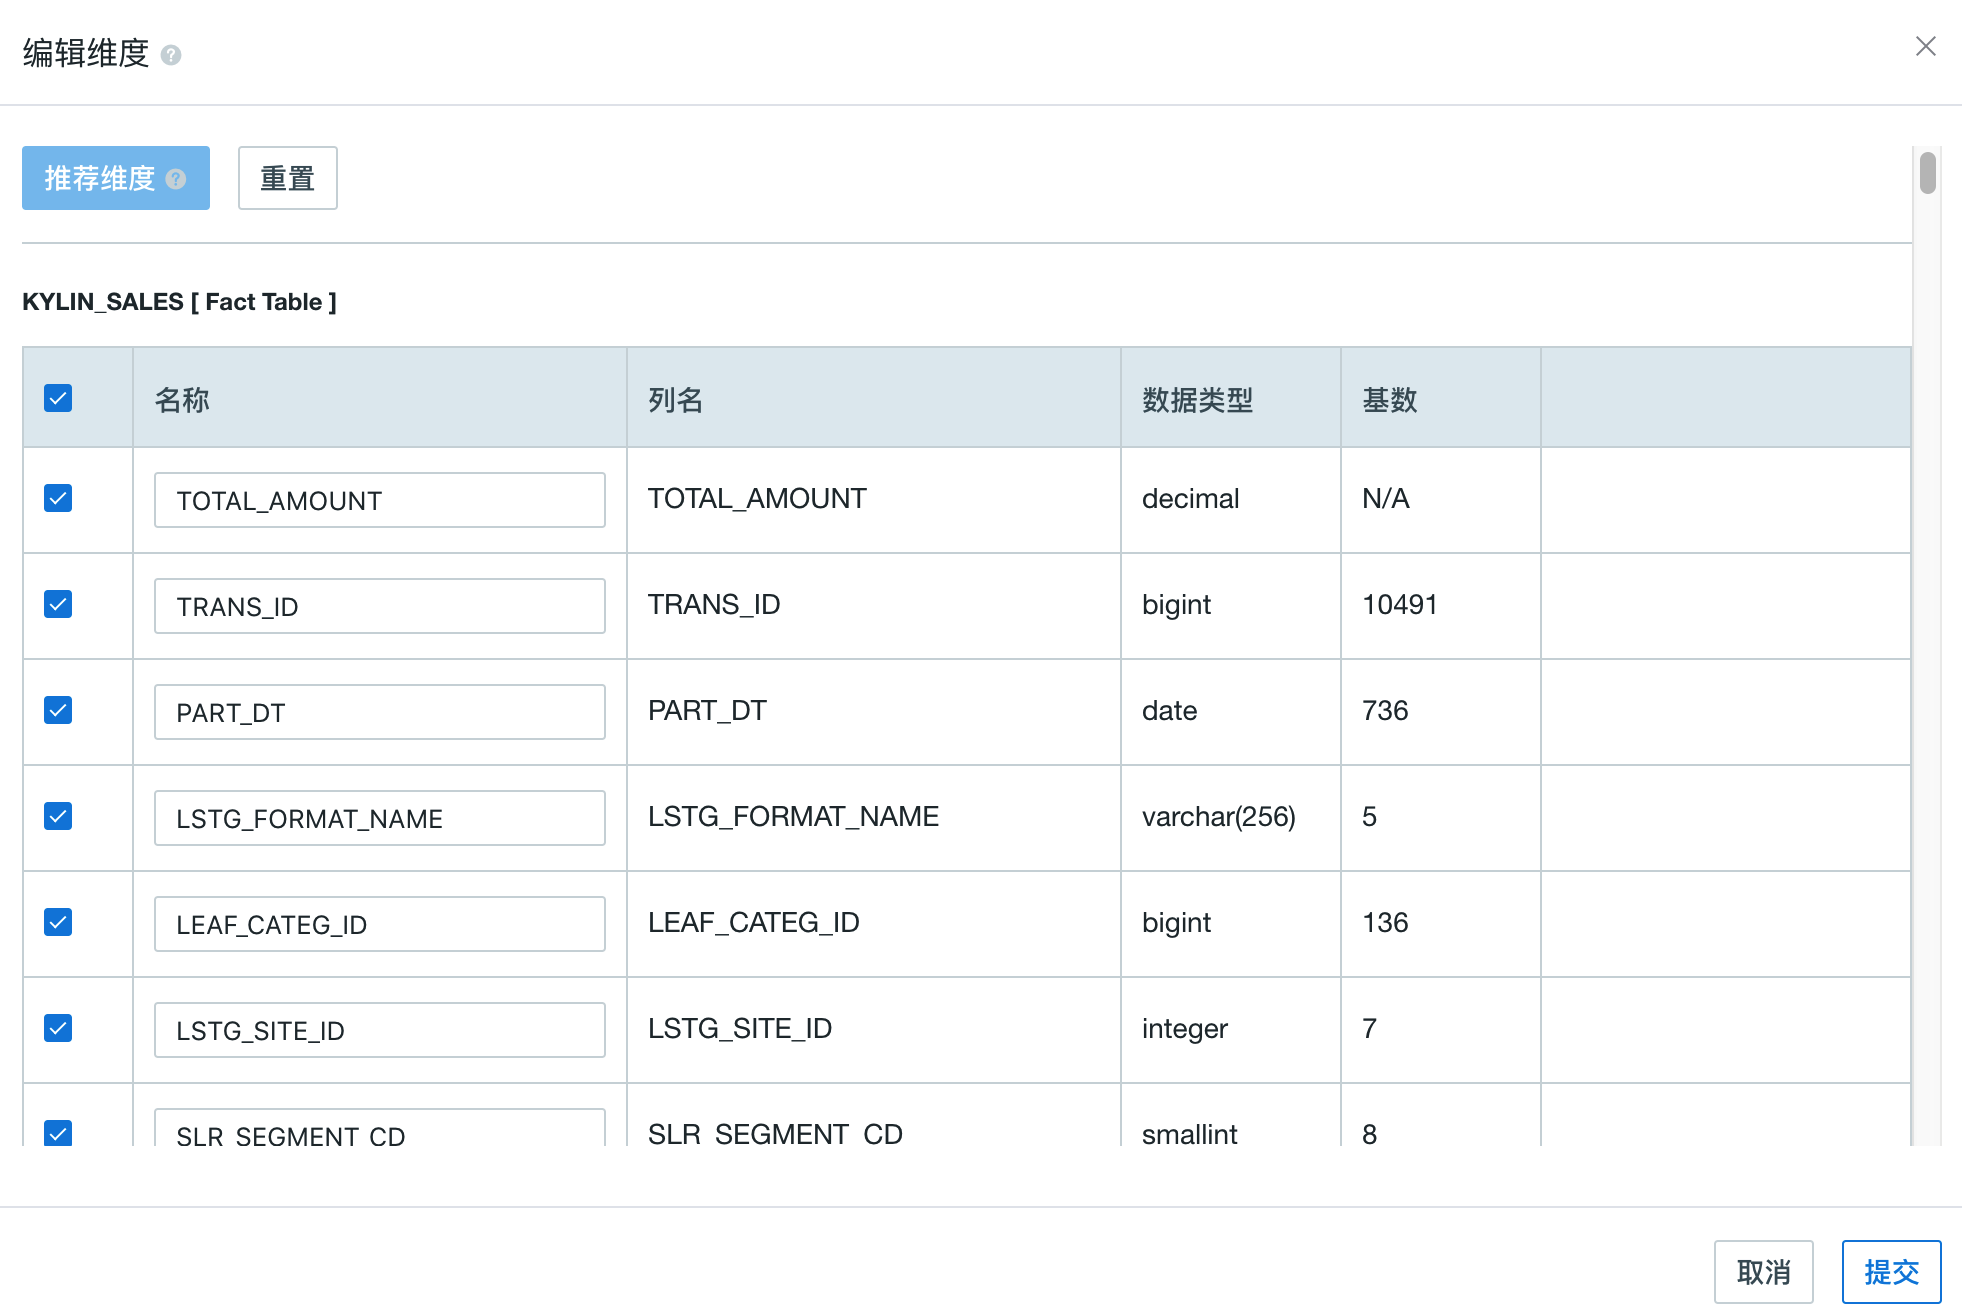 编辑维度 ?
推荐维度 ? 重置
KYLIN_SALES [ Fact Table ]
名称 列名 数据类型 基数
TOTAL_AMOUNT TOTAL_AMOUNT decimal N/A
TRANS_ID TRANS_ID bigint 10491
PART_DT PART_DT date 736
LSTG_FORMAT_NAME LSTG_FORMAT_NAME varchar(256) 5
LEAF_CATEG_ID LEAF_CATEG_ID bigint 136
LSTG_SITE_ID LSTG_SITE_ID integer 7
SLR_SEGMENT_CD SLR_SEGMENT_CD smallint 8
取消 提交